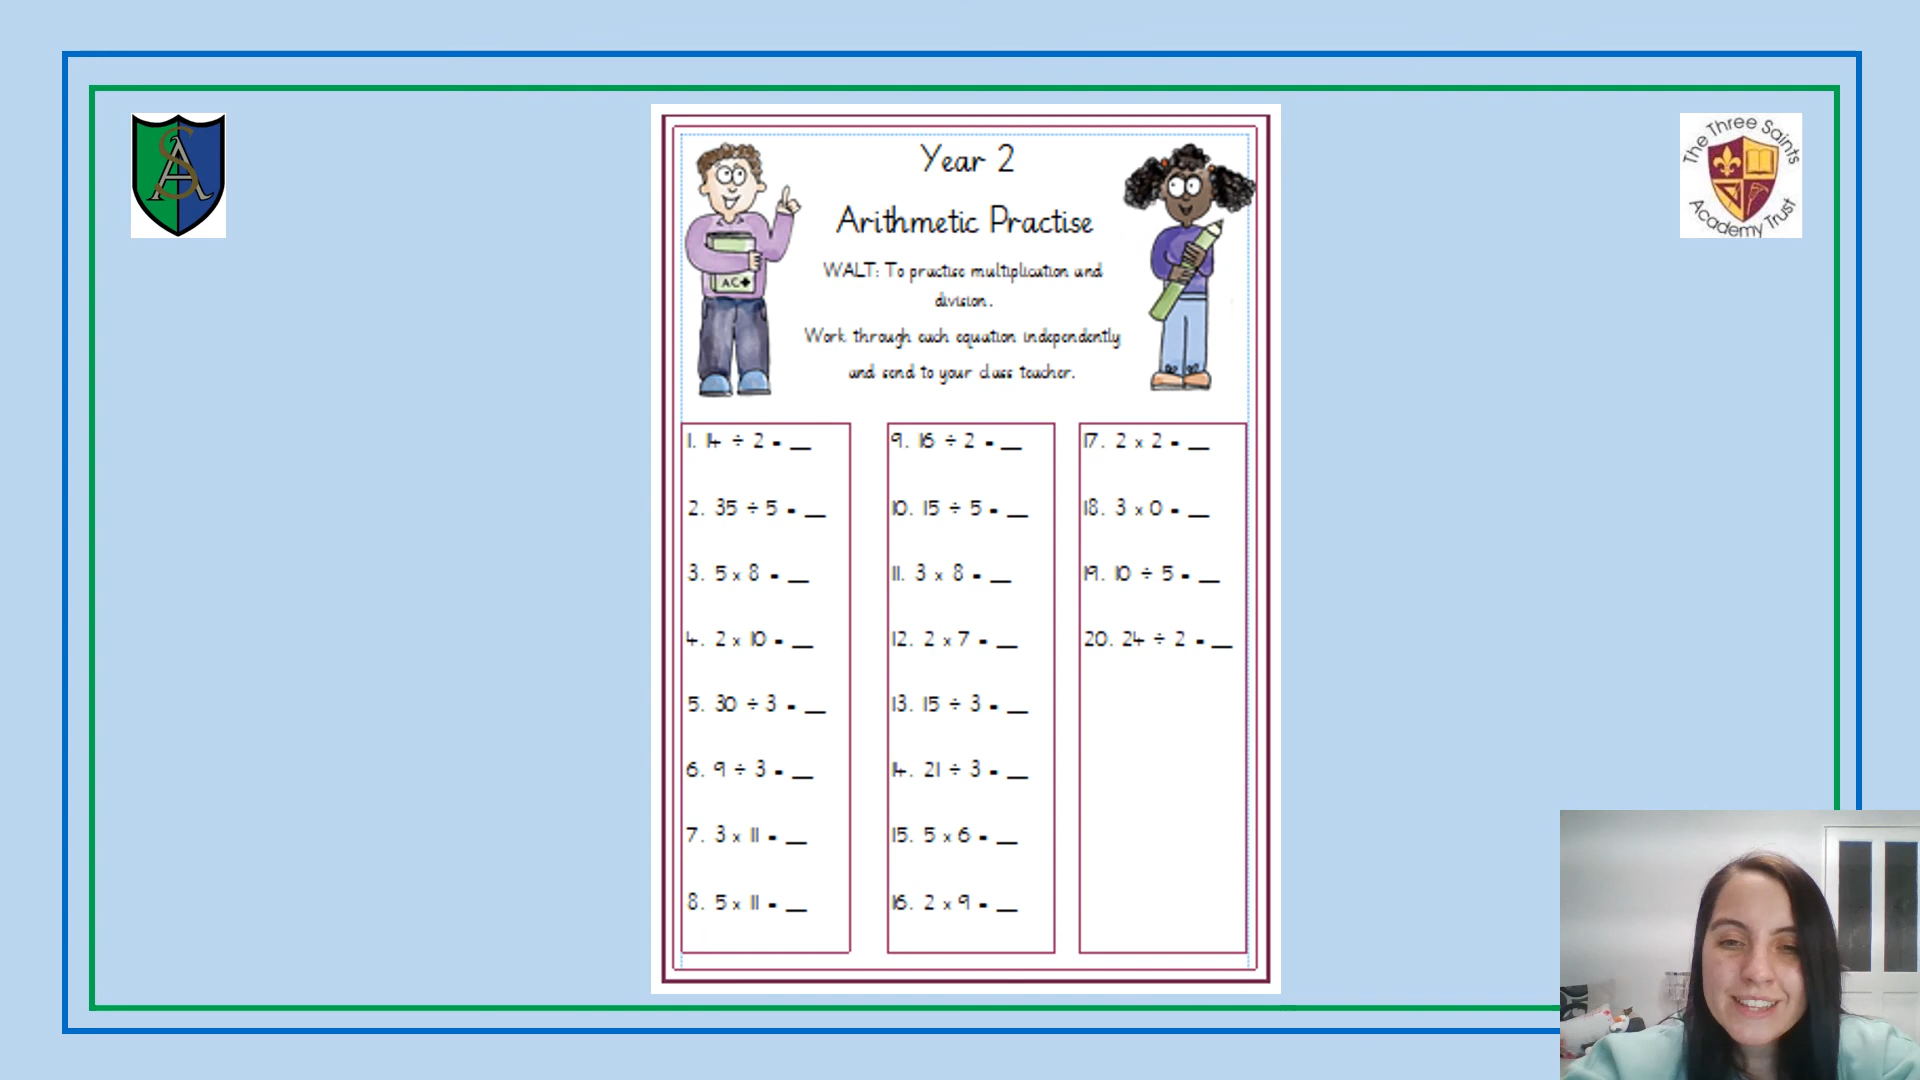 The Three Saints
Academy Trust
SA
Year 2
Arithmetic Practise
WALT: To practise multiplication and
division.
Work through each equation independently
and send to your class teacher.
AC+
1. 14 ÷ 2 = __
2. 35 ÷ 5 = __
3. 5 x 8 = __
4. 2 x 10 = __
5. 30 ÷ 3 = __
6. 9 ÷ 3 = __
7. 3 x 11 = __
8. 5 x 11 = __
9. 16 ÷ 2 = __
10. 15 ÷ 5 = __
11. 3 x 8 = __
12. 2 x 7 = __
13. 15 ÷ 3 = __
14. 21 ÷ 3 = __
15. 5 x 6 = __
16. 2 x 9 = __
17. 2 x 2 = __
18. 3 x 0 = __
19. 10 ÷ 5 = __
20. 24 ÷ 2 = __